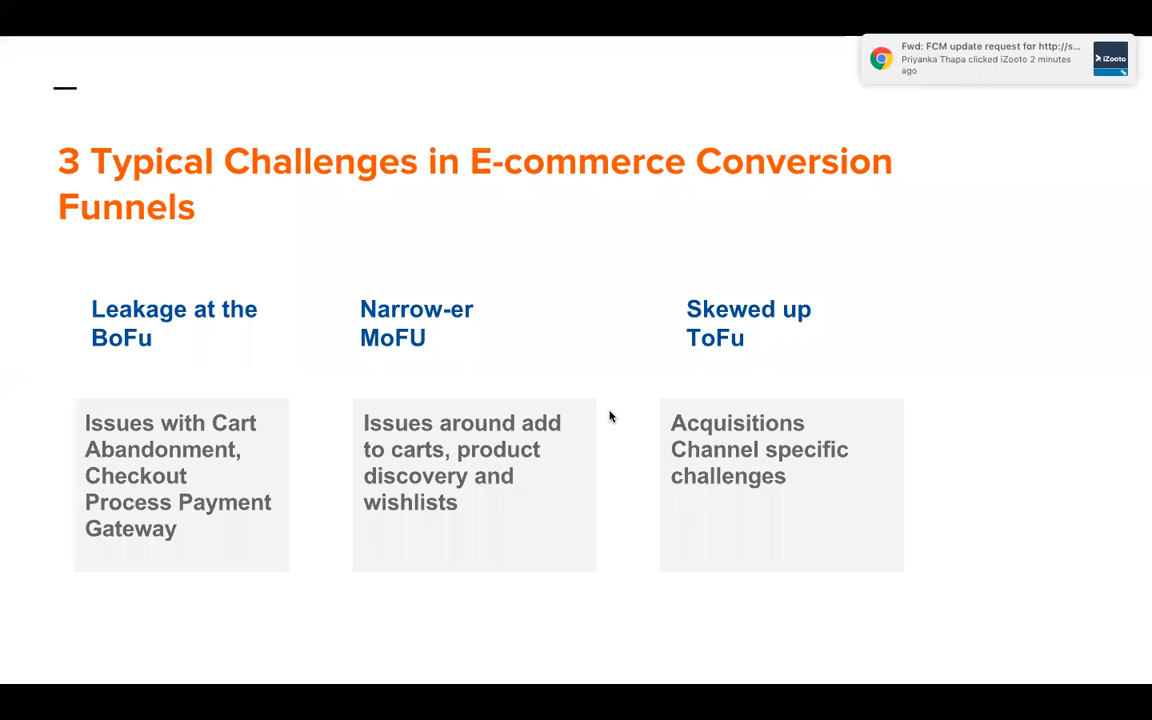 Fwd: FCM update request for http://s...
Priyanka Thapa clicked iZooto 2 minutes
ago
iZooto
3 Typical Challenges in E-commerce Conversion
Funnels
Leakage at the
BoFu
Issues with Cart
Abandonment,
Checkout
Process Payment
Gateway
Narrow-er
MoFU
Issues around add
to carts, product
discovery and
wishlists
Skewed up
ToFu
Acquisitions
Channel specific
challenges